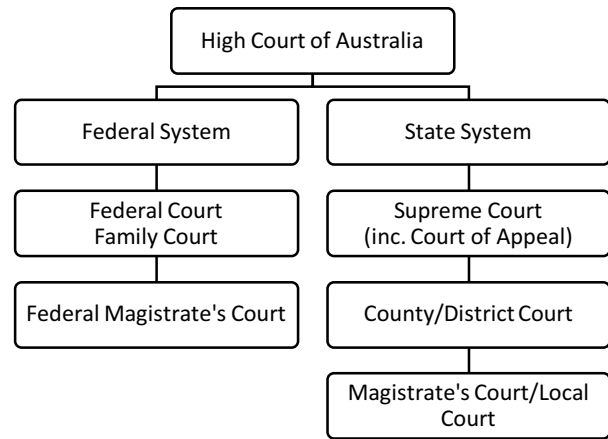 High Court of Australia
Federal System
State System
Federal Court
Family Court
Supreme Court
(inc. Court of Appeal)
Federal Magistrate's Court
County/District Court
Magistrate's Court/Local
Court